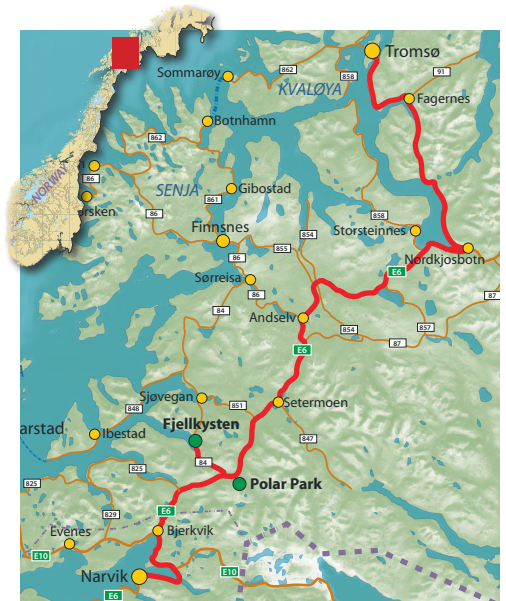 Tromsø
862
Sommarøy
858
91
KVALØYA
Fagernes
Botnhamn
862
NORWAY
86
SENJA
Gibostad
861
rsken
86
858
Finnsnes
854
Storsteinnes
855
Nordkjosbotn
86
E6
Sørreisa
86
87
84
Andselv
854
857
87
E6
Sjøvegan
848
851
Setermoen
arstad
Ibestad
Fjellkysten
847
84
825
825
Polar Park
829
E6
Evenes
Bjerkvik
E10
E10
Narvik
E6